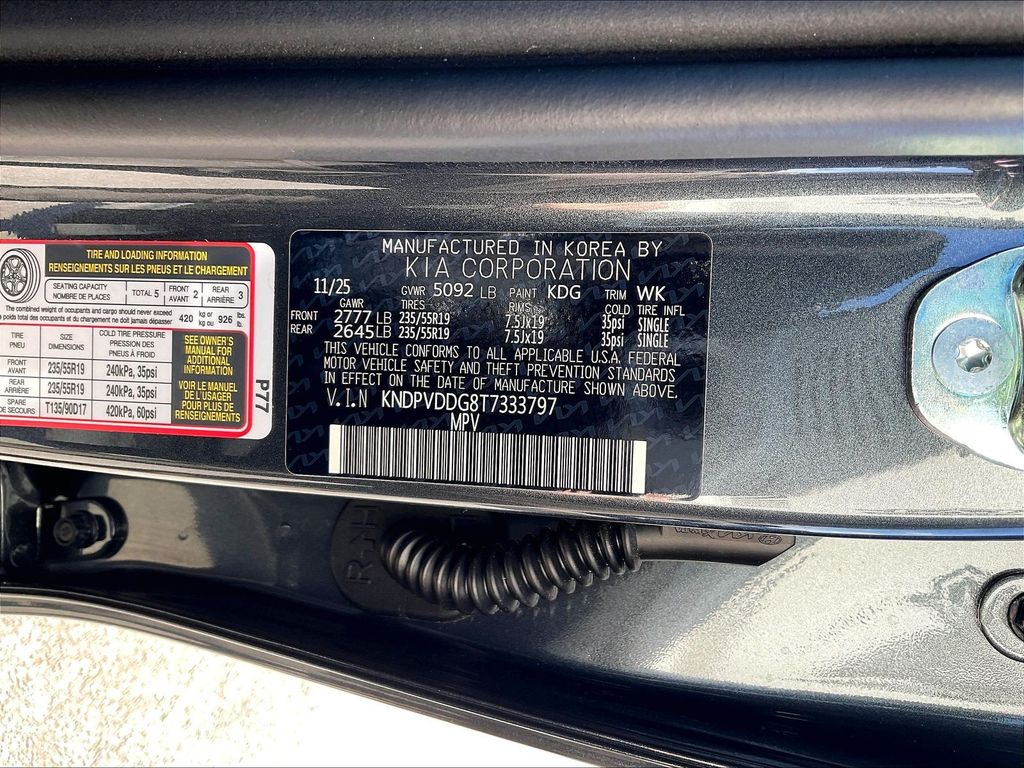 TIRE AND LOADING INFORMATION
RENSEIGNEMENTS SUR LES PNEUS ET LE CHARGEMENT
SEATING CAPACITY
NOMBRE DE PLACES
TOTAL 5
FRONT
AVANT 2
REAR
ARRIÈRE 3
The combined weight of occupants and cargo should never exceed
poids total des occupants et du chargement ne doit jamais dépasser
420 kg or kg ou 926 lbs. lb.
TIRE
PNEU
SIZE
DIMENSIONS
COLD TIRE PRESSURE
PRESSION DES
PNEUS À FROID
FRONT
AVANT
235/55R19
240kPa, 35psi
REAR
ARRIÈRE
235/55R19
240kPa, 35psi
SPARE
DE SECOURS
T135/90D17
420kPa, 60psi
SEE OWNER'S
MANUAL FOR
ADDITIONAL
INFORMATION
VOIR LE MANUEL
DE L'USAGER
POUR PLUS DE
RENSEIGNEMENTS
P77
MANUFACTURED IN KOREA BY
KIA CORPORATION
11/25 GVWR 5092 LB PAINT KDG TRIM WK
GAWR TIRES RIMS COLD TIRE INFL
FRONT 2777 LB 235/55R19 7.5Jx19 35psi SINGLE
REAR 2645 LB 235/55R19 7.5Jx19 35psi SINGLE
THIS VEHICLE CONFORMS TO ALL APPLICABLE U.S.A. FEDERAL
MOTOR VEHICLE SAFETY AND THEFT PREVENTION STANDARDS
IN EFFECT ON THE DATE OF MANUFACTURE SHOWN ABOVE.
V.I.N KNDPVDDG8T7333797
MPV